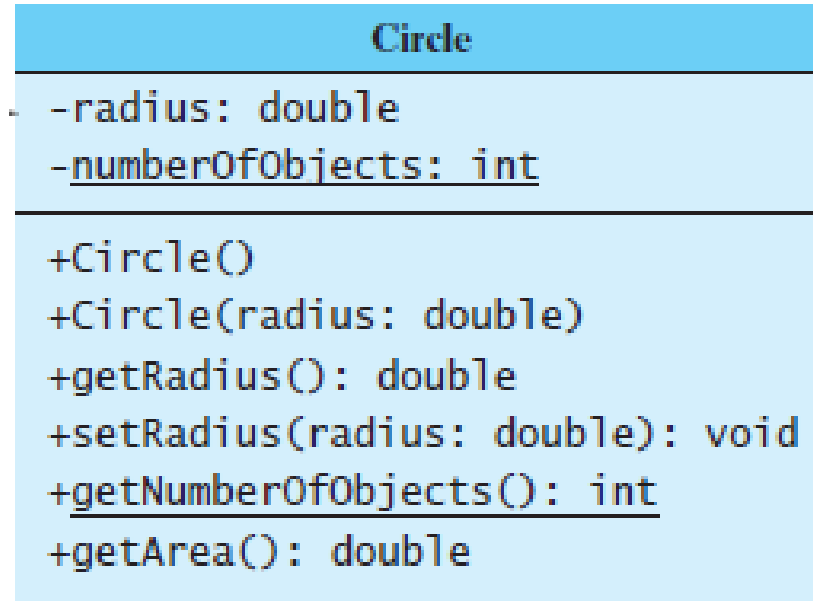 Circle
-radius: double
-numberOfObjects: int
+Circle()
+Circle(radius: double)
+getRadius(): double
+setRadius(radius: double): void
+getNumberOfObjects(): int
+getArea(): double